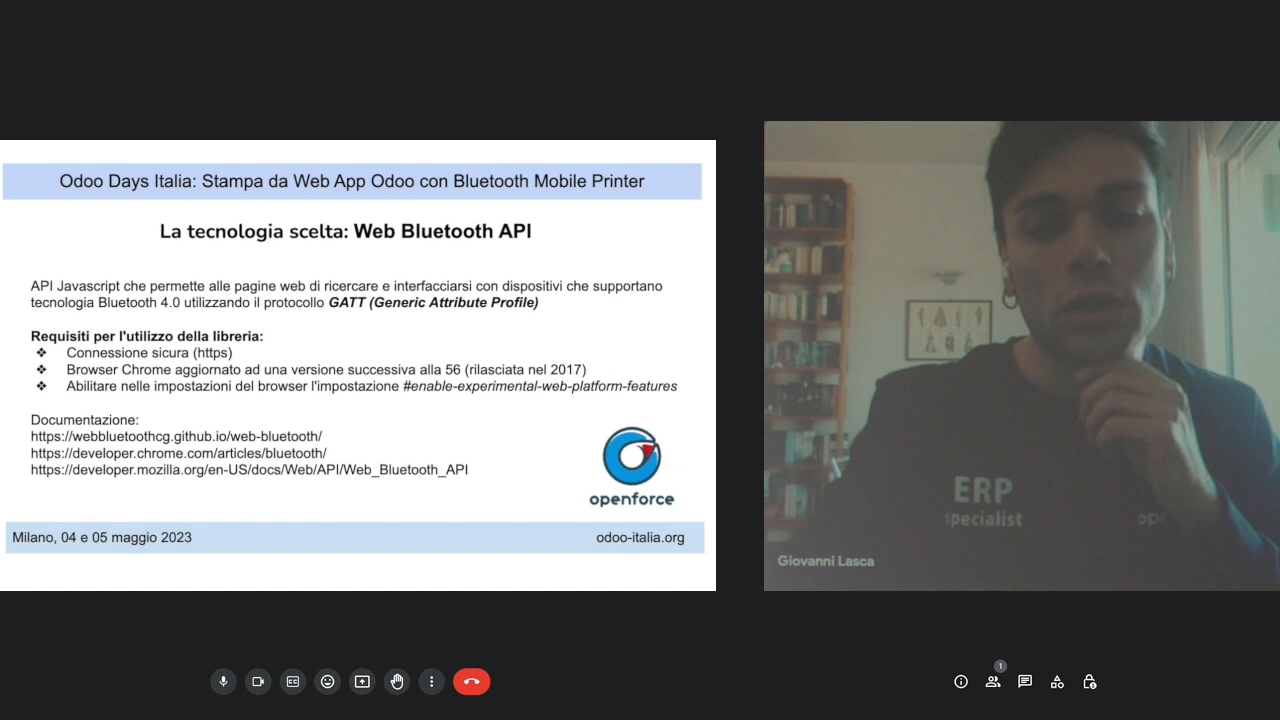 Odoo Days Italia: Stampa da Web App Odoo con Bluetooth Mobile Printer
La tecnologia scelta: Web Bluetooth API
API Javascript che permette alle pagine web di ricercare e interfacciarsi con dispositivi che supportano
tecnologia Bluetooth 4.0 utilizzando il protocollo GATT (Generic Attribute Profile)
Requisiti per l'utilizzo della libreria:
❖ Connessione sicura (https)
❖ Browser Chrome aggiornato ad una versione successiva alla 56 (rilasciata nel 2017)
❖ Abilitare nelle impostazioni del browser l'impostazione #enable-experimental-web-platform-features
Documentazione:
https://webbluetoothcg.github.io/web-bluetooth/
https://developer.chrome.com/articles/bluetooth/
https://developer.mozilla.org/en-US/docs/Web/API/Web_Bluetooth_API
openforce
Milano, 04 e 05 maggio 2023
odoo-italia.org
ERP
specialist
Giovanni Lasca
1